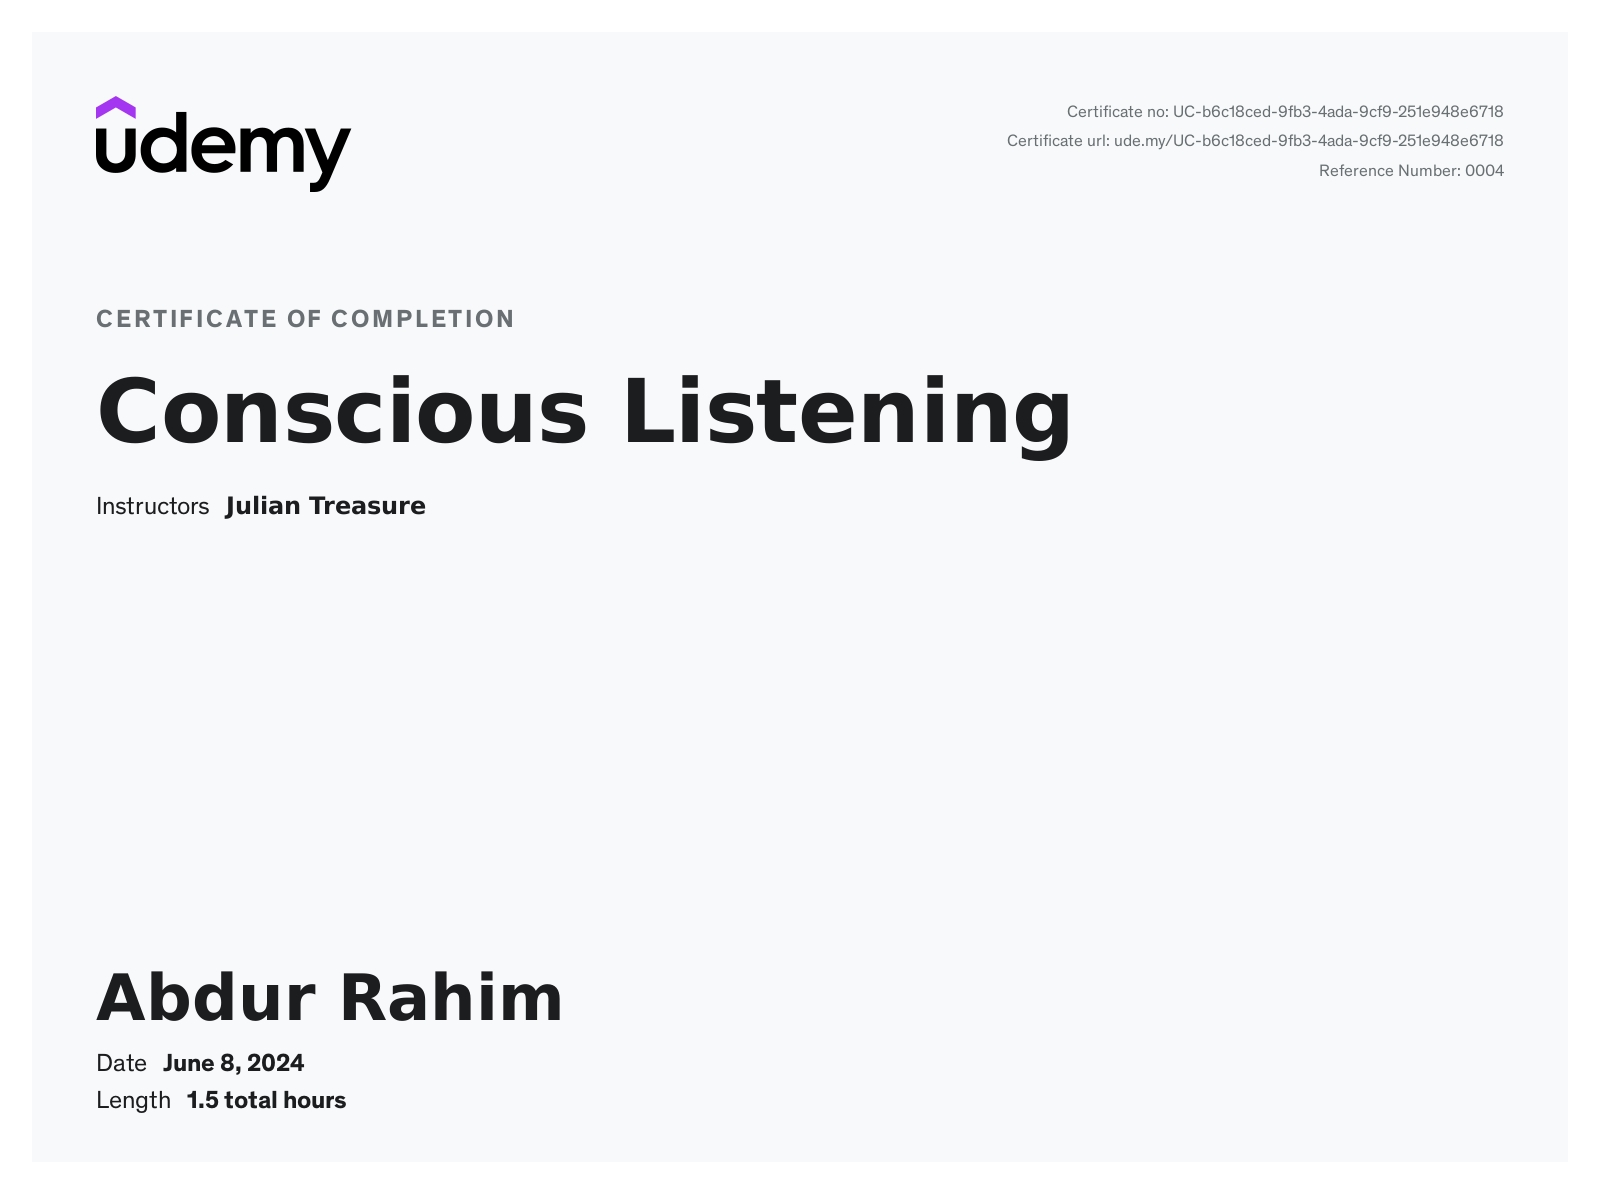 udemy
Certificate no: UC-b6c18ced-9fb3-4ada-9cf9-251e948e6718
Certificate url: ude.my/UC-b6c18ced-9fb3-4ada-9cf9-251e948e6718
Reference Number: 0004
CERTIFICATE OF COMPLETION
Conscious Listening
Instructors Julian Treasure
Abdur Rahim
Date June 8, 2024
Length 1.5 total hours